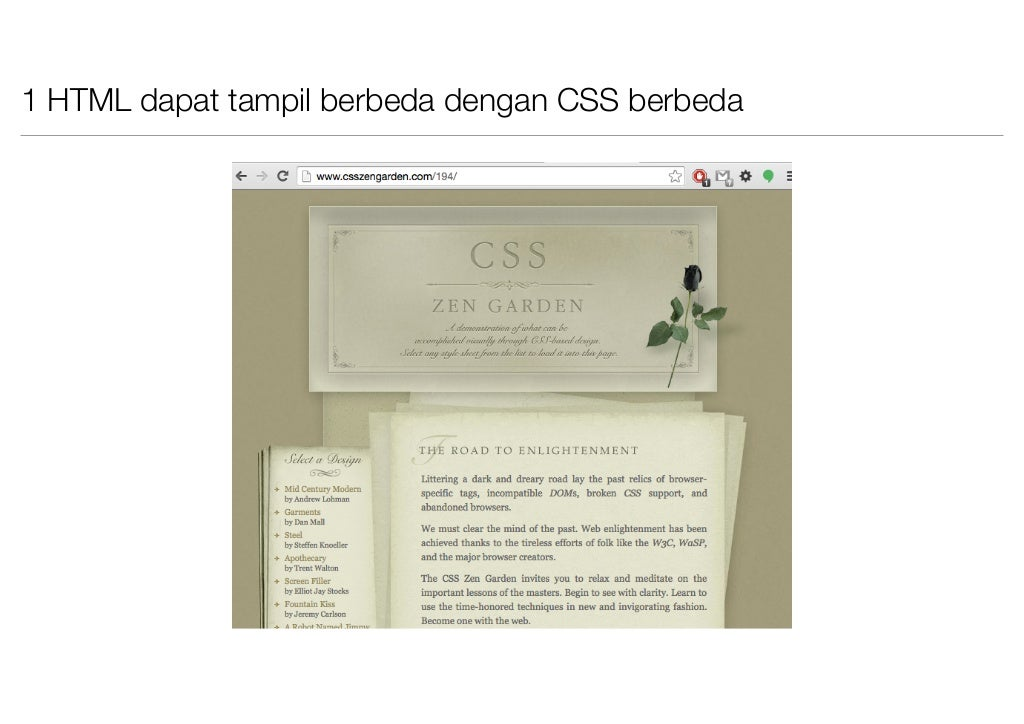 1 HTML dapat tampil berbeda dengan CSS berbeda
www.csszengarden.com/194/
1
CSS
ZEN GARDEN
A demonstration of what can be
accomplished visually through CSS-based design.
Select any style sheet from the list to load it into this page.
THE ROAD TO ENLIGHTENMENT
Littering a dark and dreary road lay the past relics of browser-
specific tags, incompatible DOMs, broken CSS support, and
abandoned browsers.
We must clear the mind of the past. Web enlightenment has been
achieved thanks to the tireless efforts of folk like the W3C, WaSP,
and the major browser creators.
The CSS Zen Garden invites you to relax and meditate on the
important lessons of the masters. Begin to see with clarity. Learn to
use the time-honored techniques in new and invigorating fashion.
Become one with the web.
Select a Design
Mid Century Modern
by Andrew Lohman
Garments
by Dan Mall
Steel
by Steffen Knoeller
Apothecary
by Trent Walton
Screen Filler
by Elliot Jay Stocks
Fountain Kiss
by Jeremy Carlson
A Robot Named Jimmy